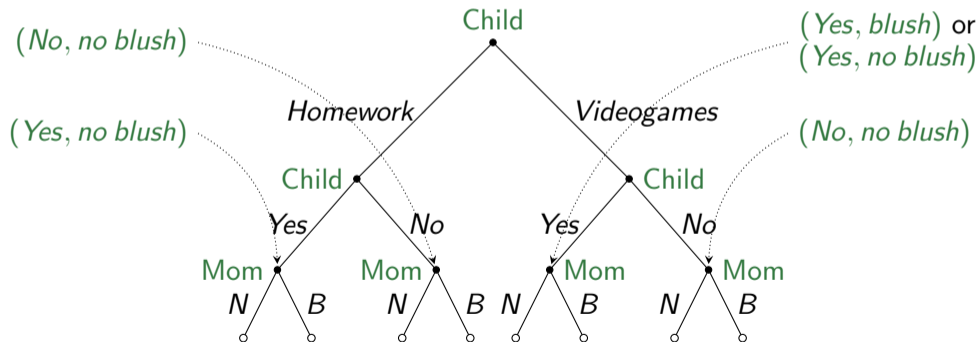 Child
(No, no blush)
(Yes, blush) or
(Yes, no blush)
Homework
Videogames
(Yes, no blush)
(No, no blush)
Child
Child
Yes
No
Yes
No
Mom
Mom
Mom
Mom
N
B
N
B
N
B
N
B